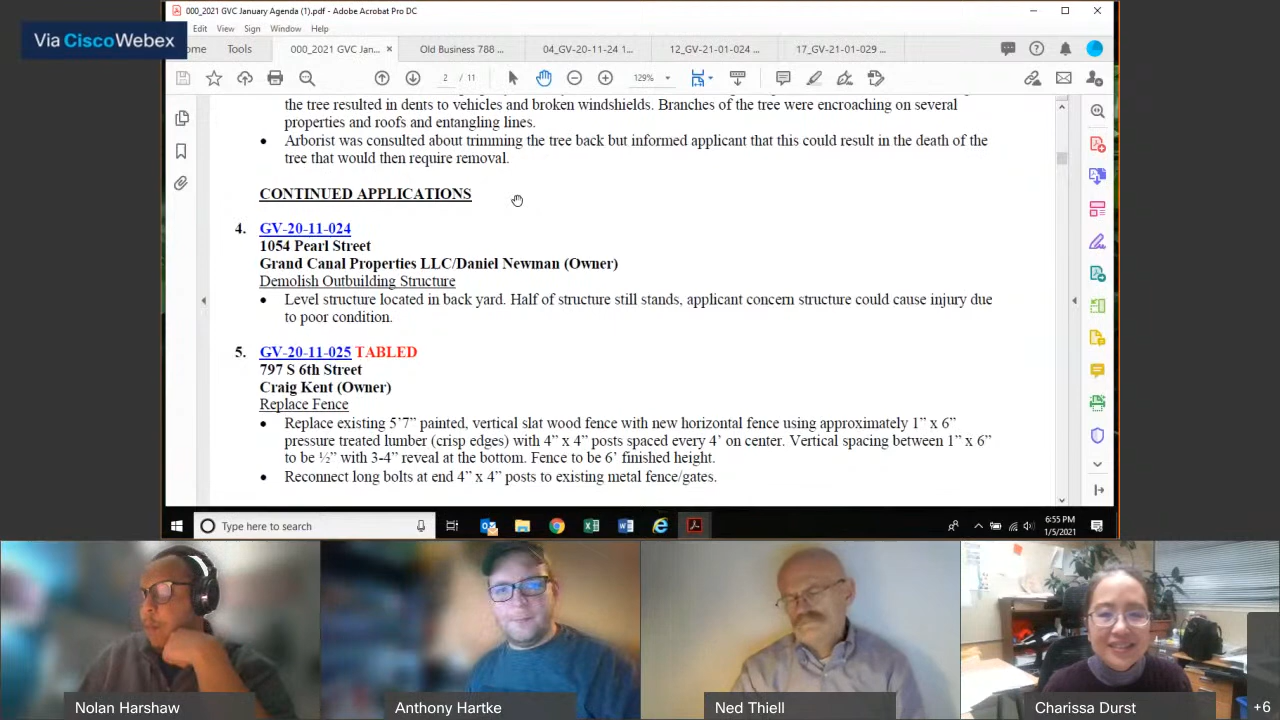 000_2021 GVC January Agenda (1).pdf - Adobe Acrobat Pro DC
Via Cisco Webex
Edit View Sign Window Help
ome Tools 000_2021 GVC Jan... × Old Business 788 ... 04_GV-20-11-24 1... 12_GV-21-01-024 ... 17_GV-21-01-029 ...
2 / 11 129%
the tree resulted in dents to vehicles and broken windshields. Branches of the tree were encroaching on several
properties and roofs and entangling lines.
• Arborist was consulted about trimming the tree back but informed applicant that this could result in the death of the
tree that would then require removal.
CONTINUED APPLICATIONS
4. GV-20-11-024
1054 Pearl Street
Grand Canal Properties LLC/Daniel Newman (Owner)
Demolish Outbuilding Structure
• Level structure located in back yard. Half of structure still stands, applicant concern structure could cause injury due
to poor condition.
5. GV-20-11-025 TABLED
797 S 6th Street
Craig Kent (Owner)
Replace Fence
• Replace existing 5’7” painted, vertical slat wood fence with new horizontal fence using approximately 1” x 6”
pressure treated lumber (crisp edges) with 4” x 4” posts spaced every 4’ on center. Vertical spacing between 1” x 6”
to be ½” with 3-4” reveal at the bottom. Fence to be 6’ finished height.
• Reconnect long bolts at end 4” x 4” posts to existing metal fence/gates.
Type here to search
6:55 PM
1/5/2021
Nolan Harshaw
Anthony Hartke
Ned Thiell
Charissa Durst
+6